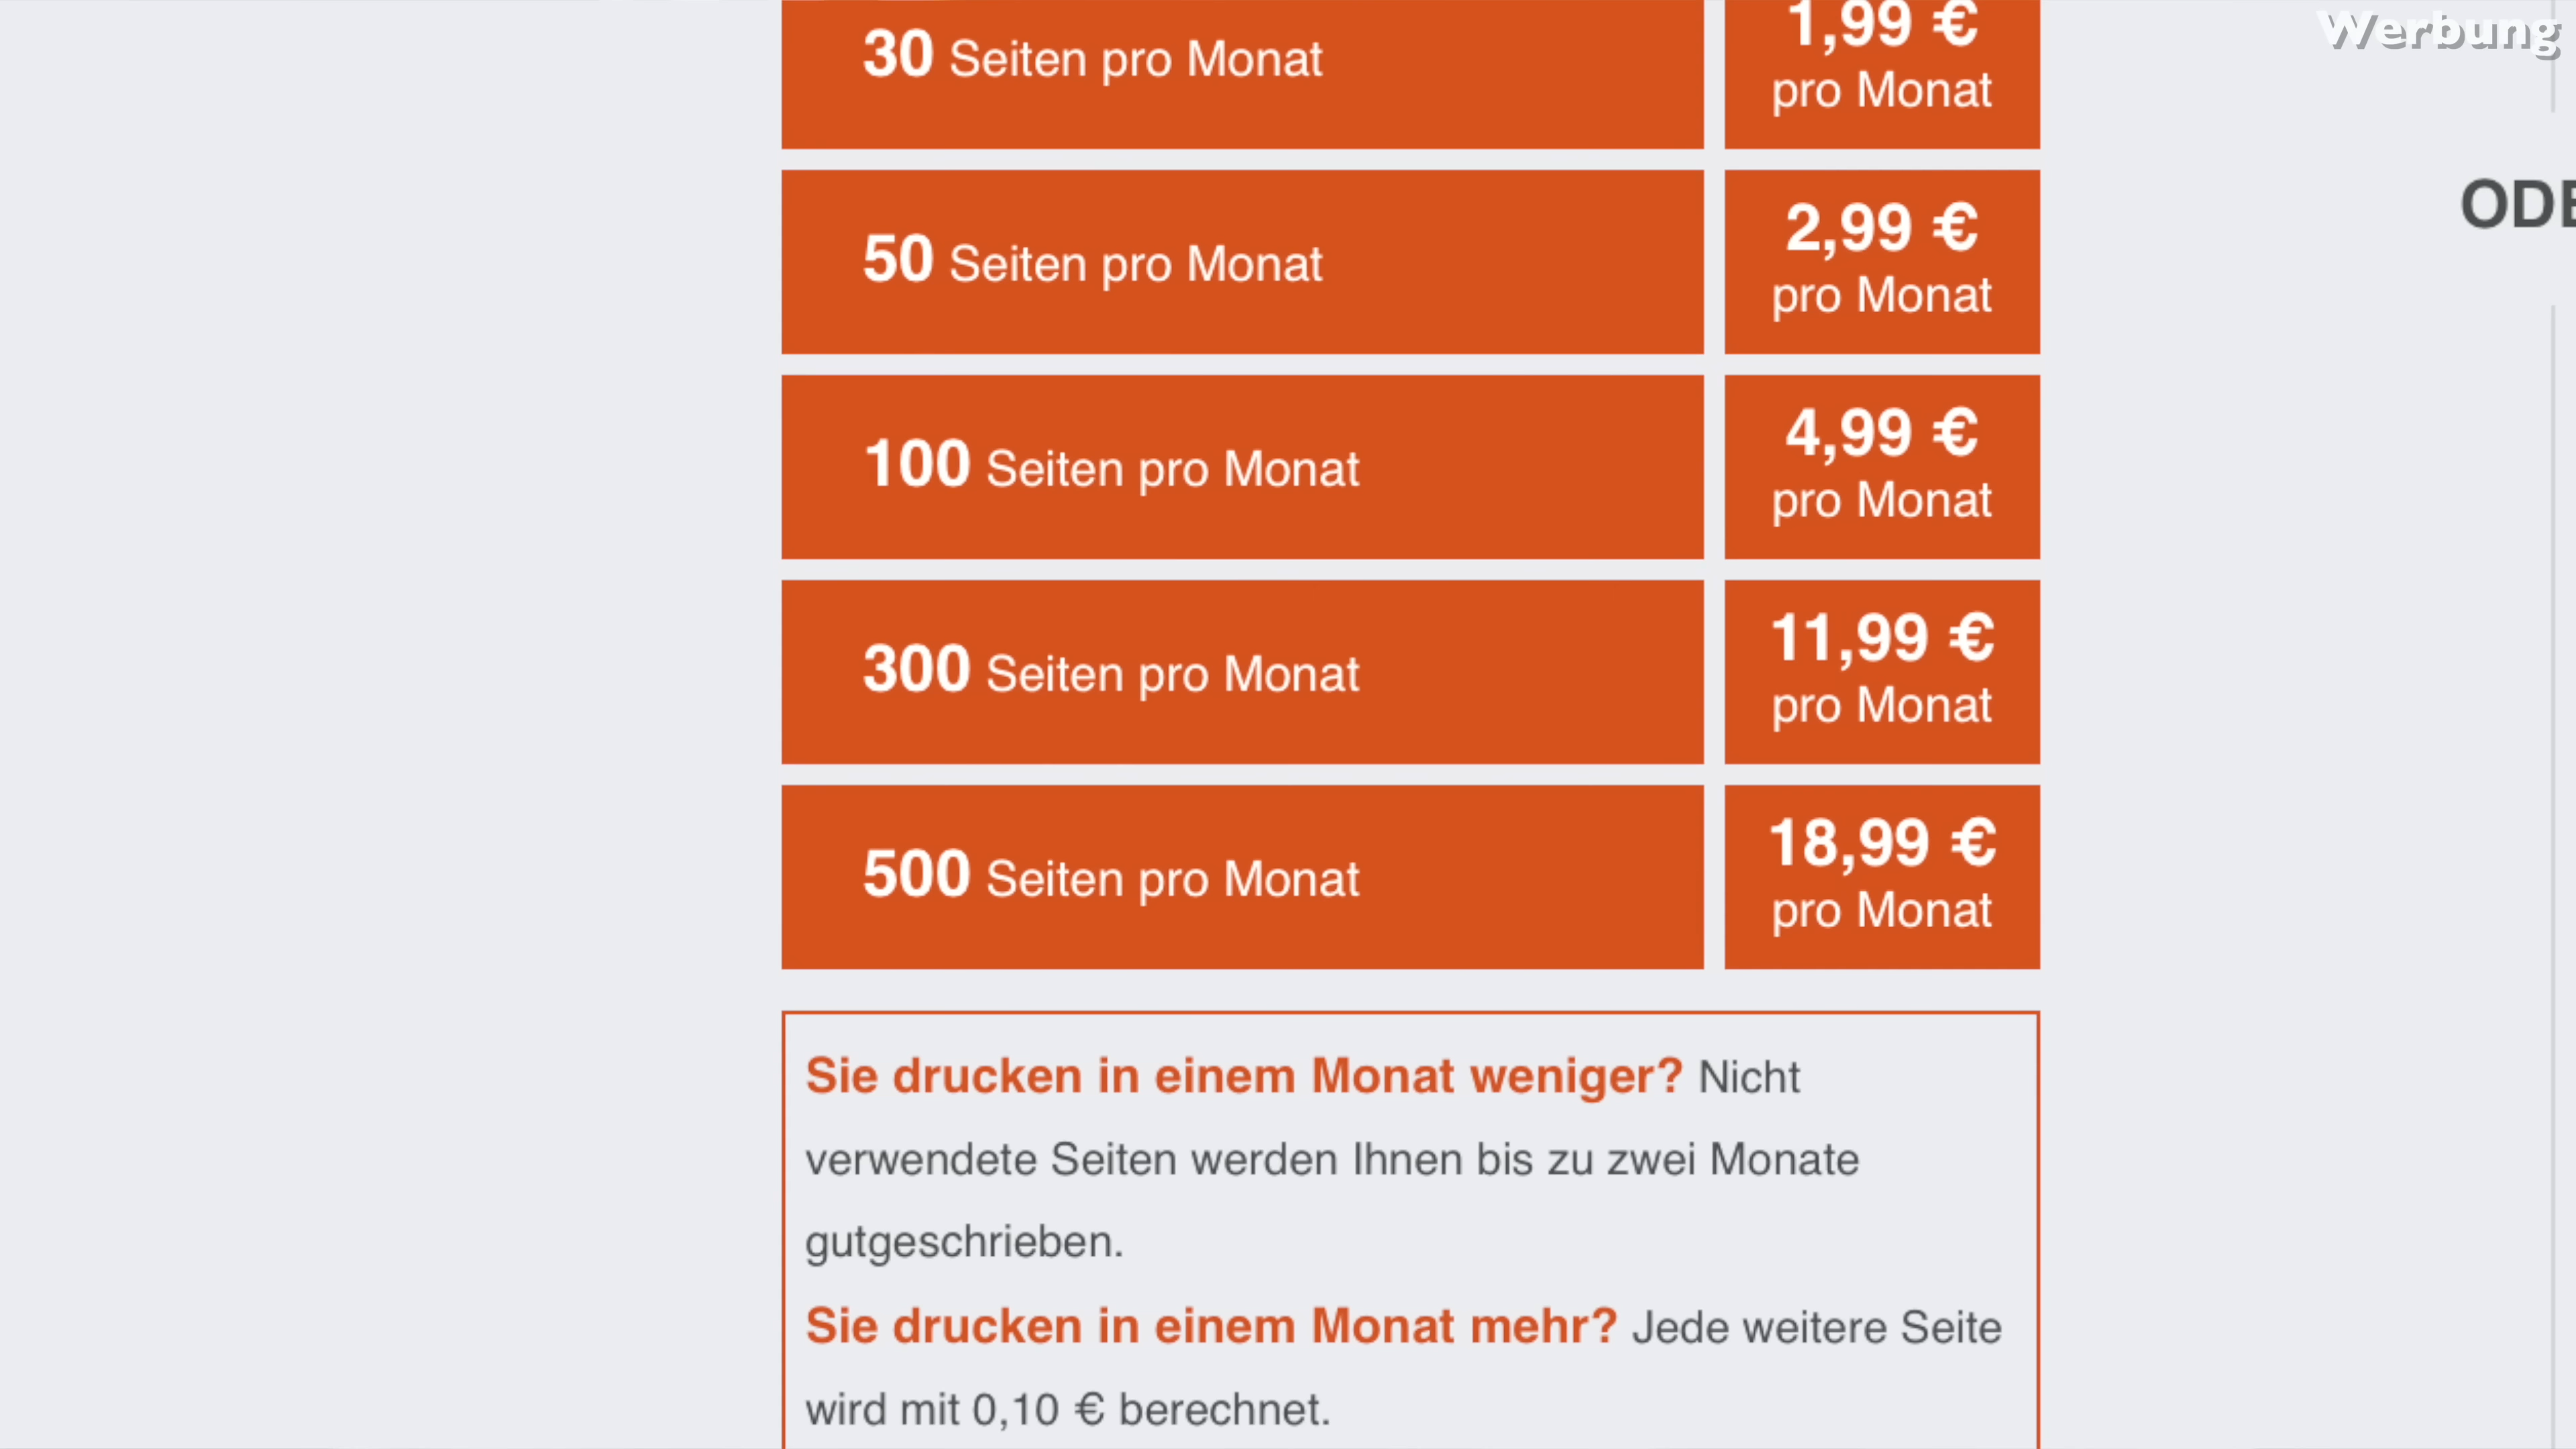 Werbung
30 Seiten pro Monat
1,99 €
pro Monat
50 Seiten pro Monat
2,99 €
pro Monat
100 Seiten pro Monat
4,99 €
pro Monat
300 Seiten pro Monat
11,99 €
pro Monat
500 Seiten pro Monat
18,99 €
pro Monat
Sie drucken in einem Monat weniger? Nicht
verwendete Seiten werden Ihnen bis zu zwei Monate
gutgeschrieben.
Sie drucken in einem Monat mehr? Jede weitere Seite
wird mit 0,10 € berechnet.